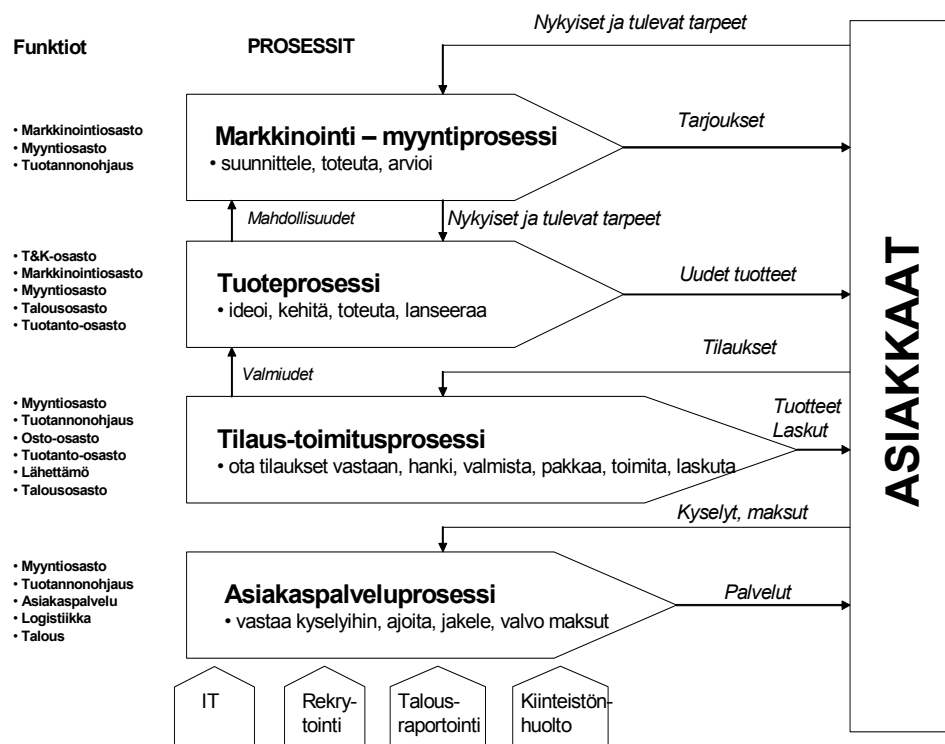 Nykyiset ja tulevat tarpeet
Funktiot
PROSESSIT
• Markkinointiosasto
• Myyntiosasto
• Tuotannonohjaus
Markkinointi – myyntiprosessi
• suunnittele, toteuta, arvioi
Tarjoukset
Mahdollisuudet
Nykyiset ja tulevat tarpeet
• T&K-osasto
• Markkinointiosasto
• Myyntiosasto
• Talousosasto
• Tuotanto-osasto
Tuoteprosessi
• ideoi, kehitä, toteuta, lanseeraa
Uudet tuotteet
Valmiudet
Tilaukset
• Myyntiosasto
• Tuotannonohjaus
• Osto-osasto
• Tuotanto-osasto
• Lähettämö
• Talousosasto
Tilaus-toimitusprosessi
• ota tilaukset vastaan, hanki, valmista, pakkaa, toimita, laskuta
Tuotteet
Laskut
Kyselyt, maksut
• Myyntiosasto
• Tuotannonohjaus
• Asiakaspalvelu
• Logistiikka
• Talous
Asiakaspalveluprosessi
• vastaa kyselyihin, ajoita, jakele, valvo maksut
Palvelut
ASIAKKAAT
IT
Rekry-
tointi
Talous-
raportointi
Kiinteistön-
huolto